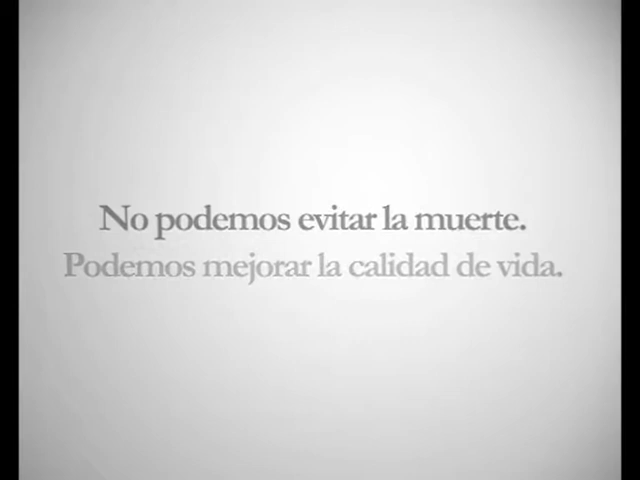 No podemos evitar la muerte.
Podemos mejorar la calidad de vida.